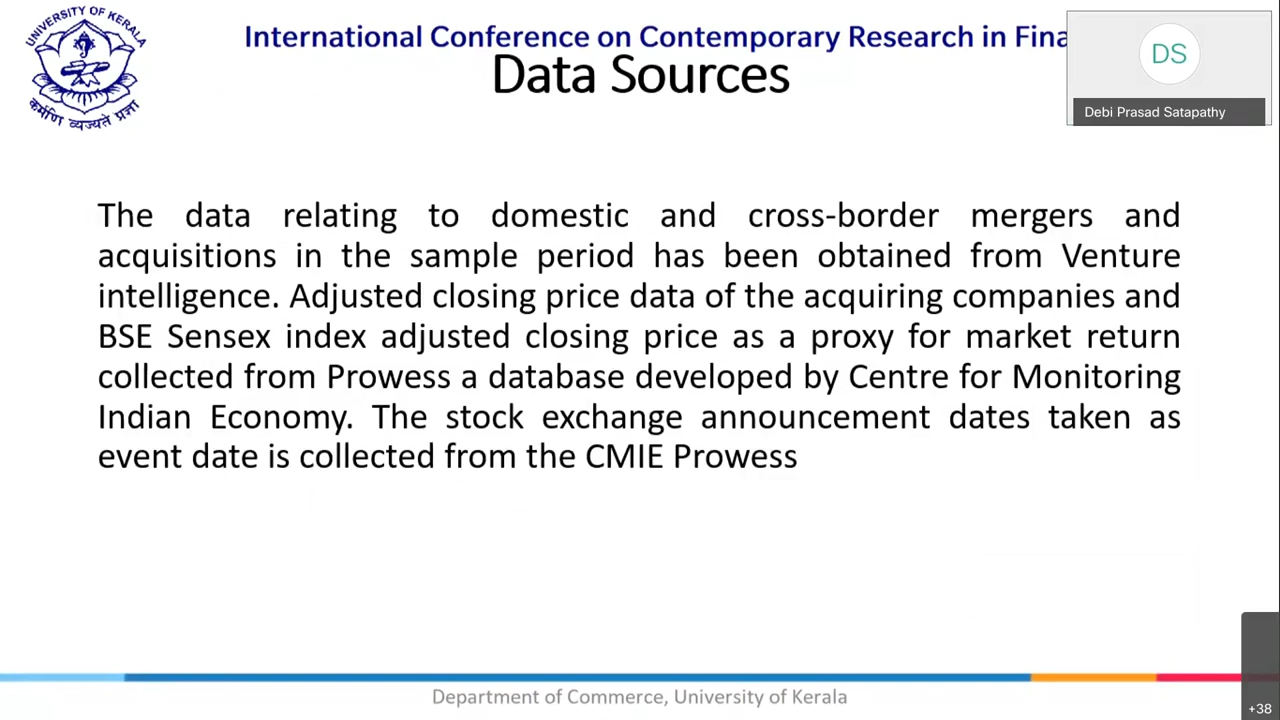 UNIVERSITY OF KERALA
कर्मणि व्यज्यते प्रज्ञा
International Conference on Contemporary Research in Fina
DS
Debi Prasad Satapathy
Data Sources
The data relating to domestic and cross-border mergers and
acquisitions in the sample period has been obtained from Venture
intelligence. Adjusted closing price data of the acquiring companies and
BSE Sensex index adjusted closing price as a proxy for market return
collected from Prowess a database developed by Centre for Monitoring
Indian Economy. The stock exchange announcement dates taken as
event date is collected from the CMIE Prowess
Department of Commerce, University of Kerala
+38